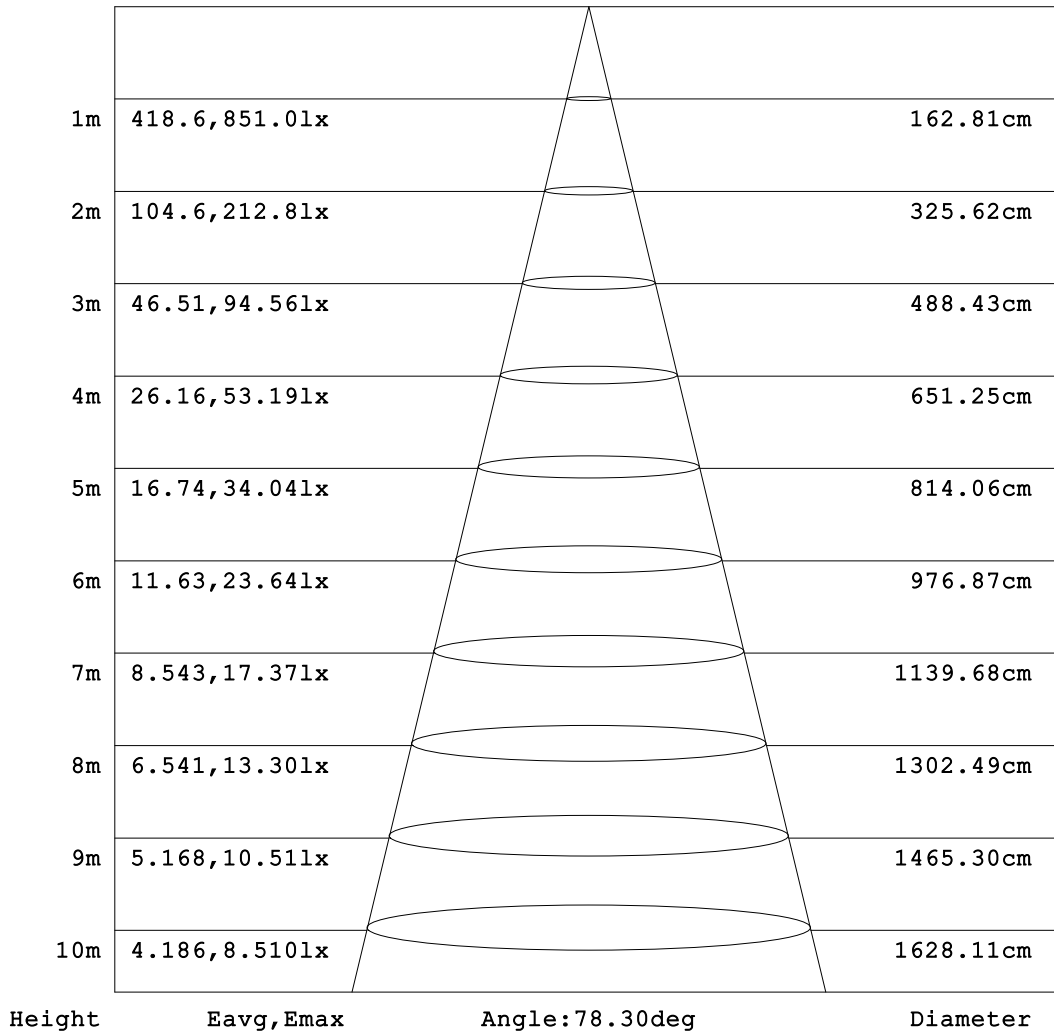 1m 418.6,851.0lx 162.81cm
2m 104.6,212.8lx 325.62cm
3m 46.51,94.56lx 488.43cm
4m 26.16,53.19lx 651.25cm
5m 16.74,34.04lx 814.06cm
6m 11.63,23.64lx 976.87cm
7m 8.543,17.37lx 1139.68cm
8m 6.541,13.30lx 1302.49cm
9m 5.168,10.51lx 1465.30cm
10m 4.186,8.510lx 1628.11cm
Height Eavg,Emax Angle:78.30deg Diameter